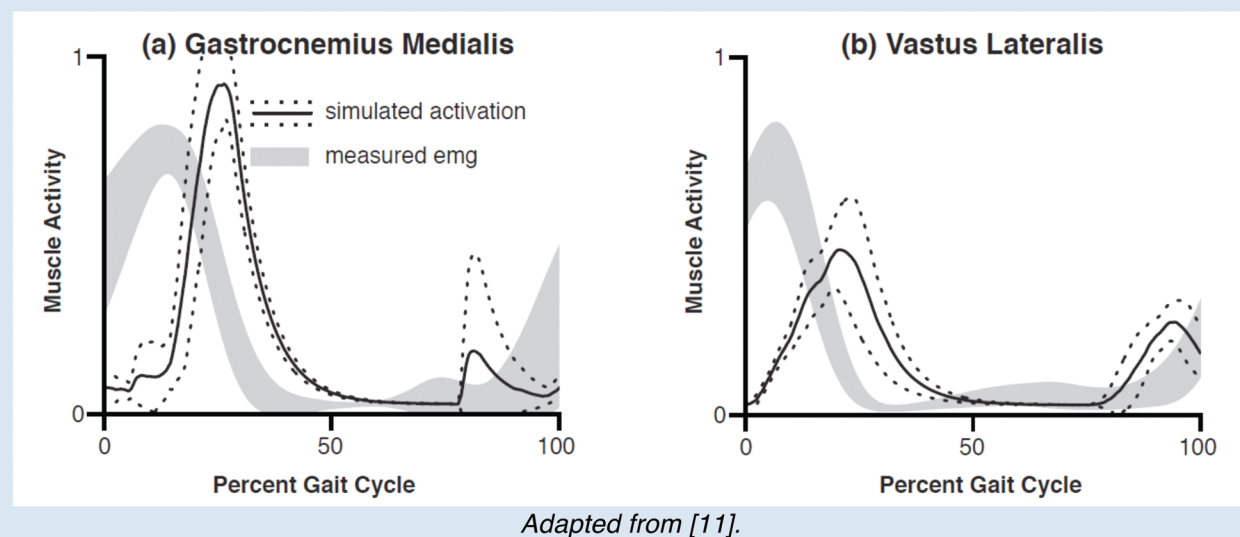 (a) Gastrocnemius Medialis
1
simulated activation
measured emg
Muscle Activity
0
0 50 100
Percent Gait Cycle
(b) Vastus Lateralis
1
Muscle Activity
0
0 50 100
Percent Gait Cycle
Adapted from [11].